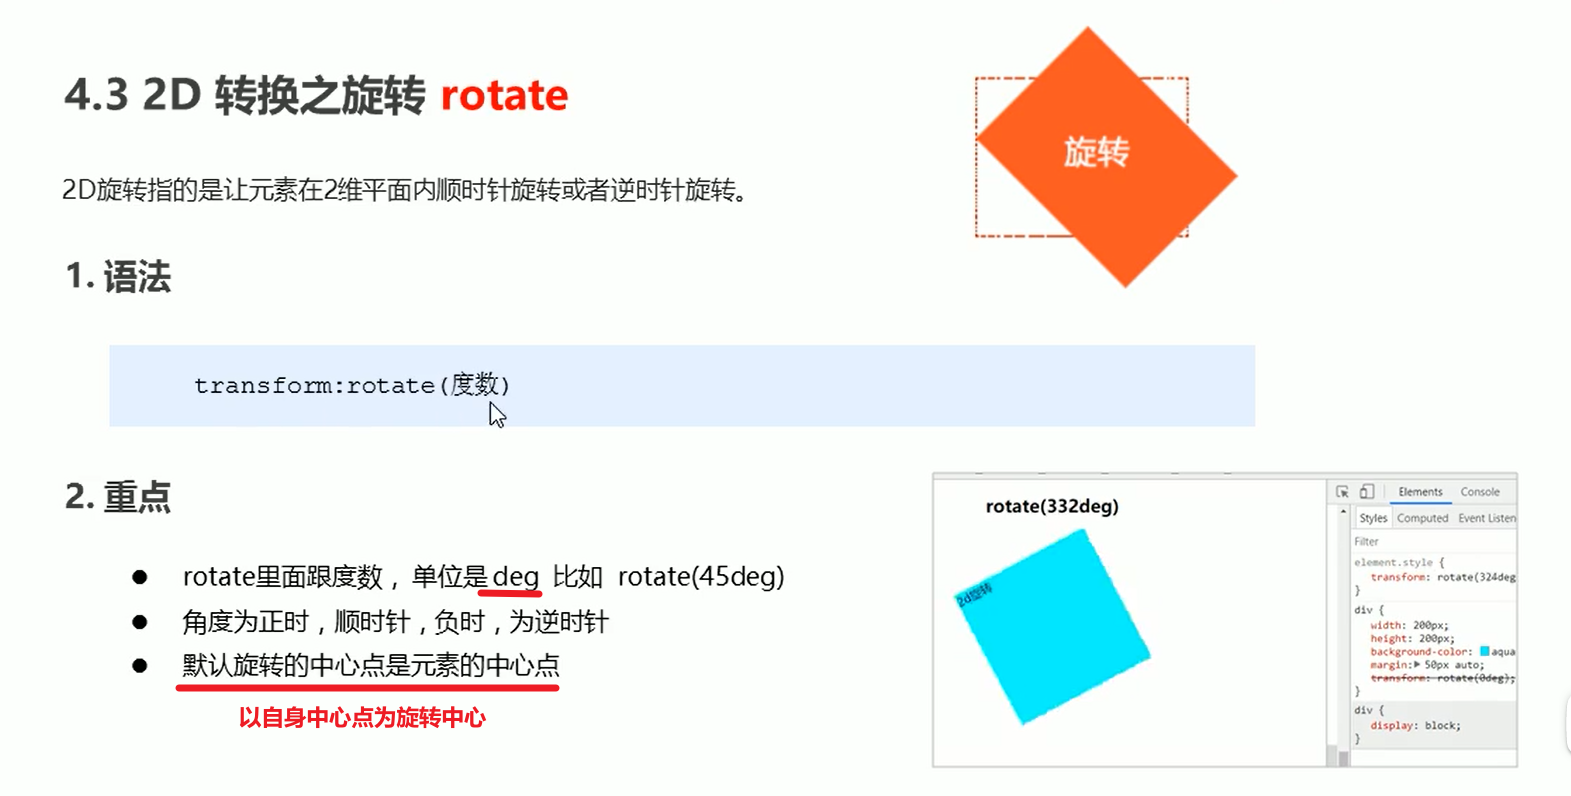 4.3 2D 转换之旋转 rotate
旋转
2D旋转指的是让元素在2维平面内顺时针旋转或者逆时针旋转。
1. 语法
transform:rotate(度数)
2. 重点
● rotate里面跟度数，单位是 deg 比如 rotate(45deg)
● 角度为正时，顺时针，负时，为逆时针
● 默认旋转的中心点是元素的中心点
以自身中心点为旋转中心
rotate(332deg)
2d旋转
Elements Console
Styles Computed Event Listen
Filter
element.style {
transform: rotate(324deg
}
div {
width: 200px;
height: 200px;
background-color: aqua
margin:▶ 50px auto;
transform: rotate(0deg);
}
div {
display: block;
}